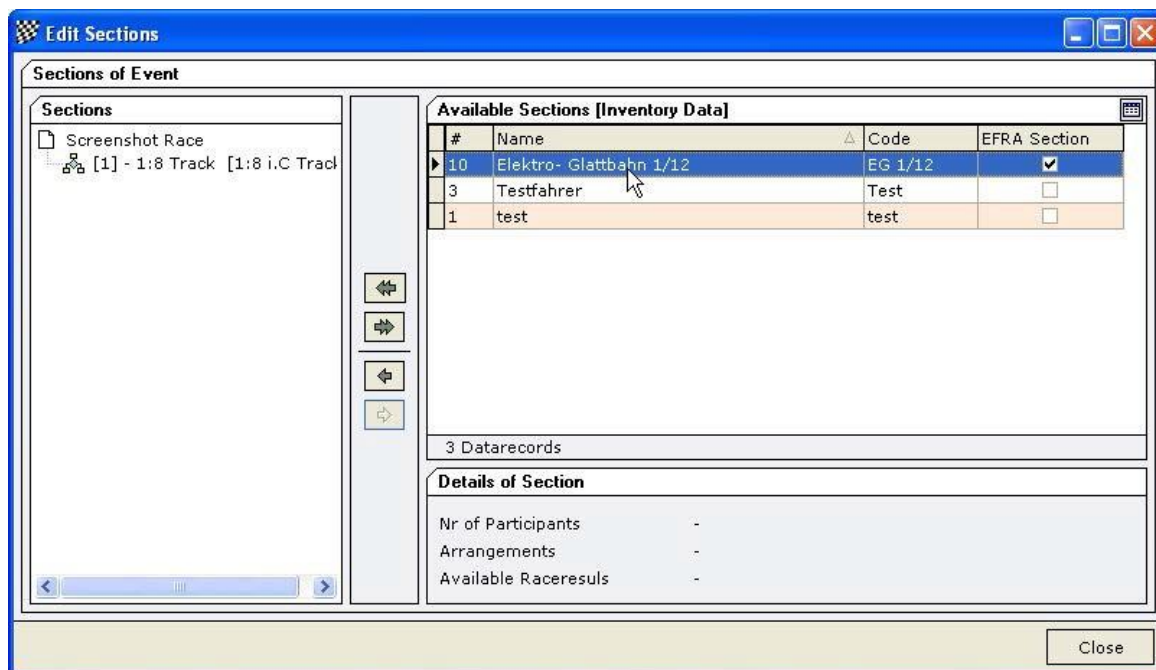 Edit Sections
Sections of Event
Sections
Screenshot Race
[1] - 1:8 Track [1:8 i.C Track
Available Sections [Inventory Data]
# Name Code EFRA Section
10 Elektro- Glattbahn 1/12 EG 1/12
3 Testfahrer Test
1 test test
3 Datarecords
Details of Section
Nr of Participants -
Arrangements -
Available Raceresuls -
Close